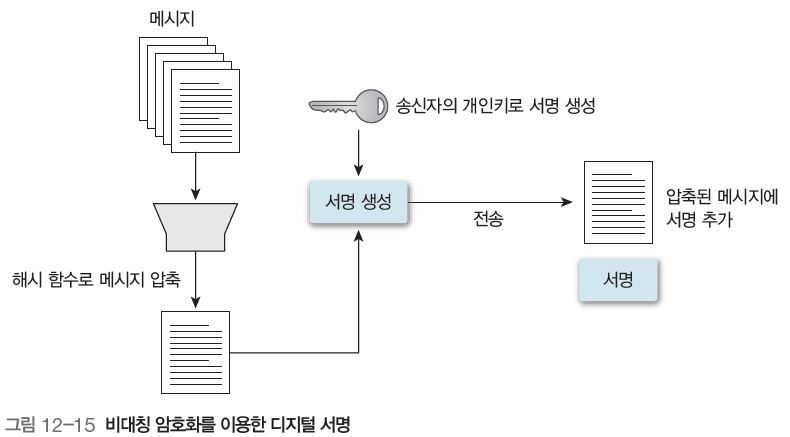 메시지
송신자의 개인키로 서명 생성
서명 생성
전송
압축된 메시지에
서명 추가
서명
해시 함수로 메시지 압축
그림 12-15 비대칭 암호화를 이용한 디지털 서명